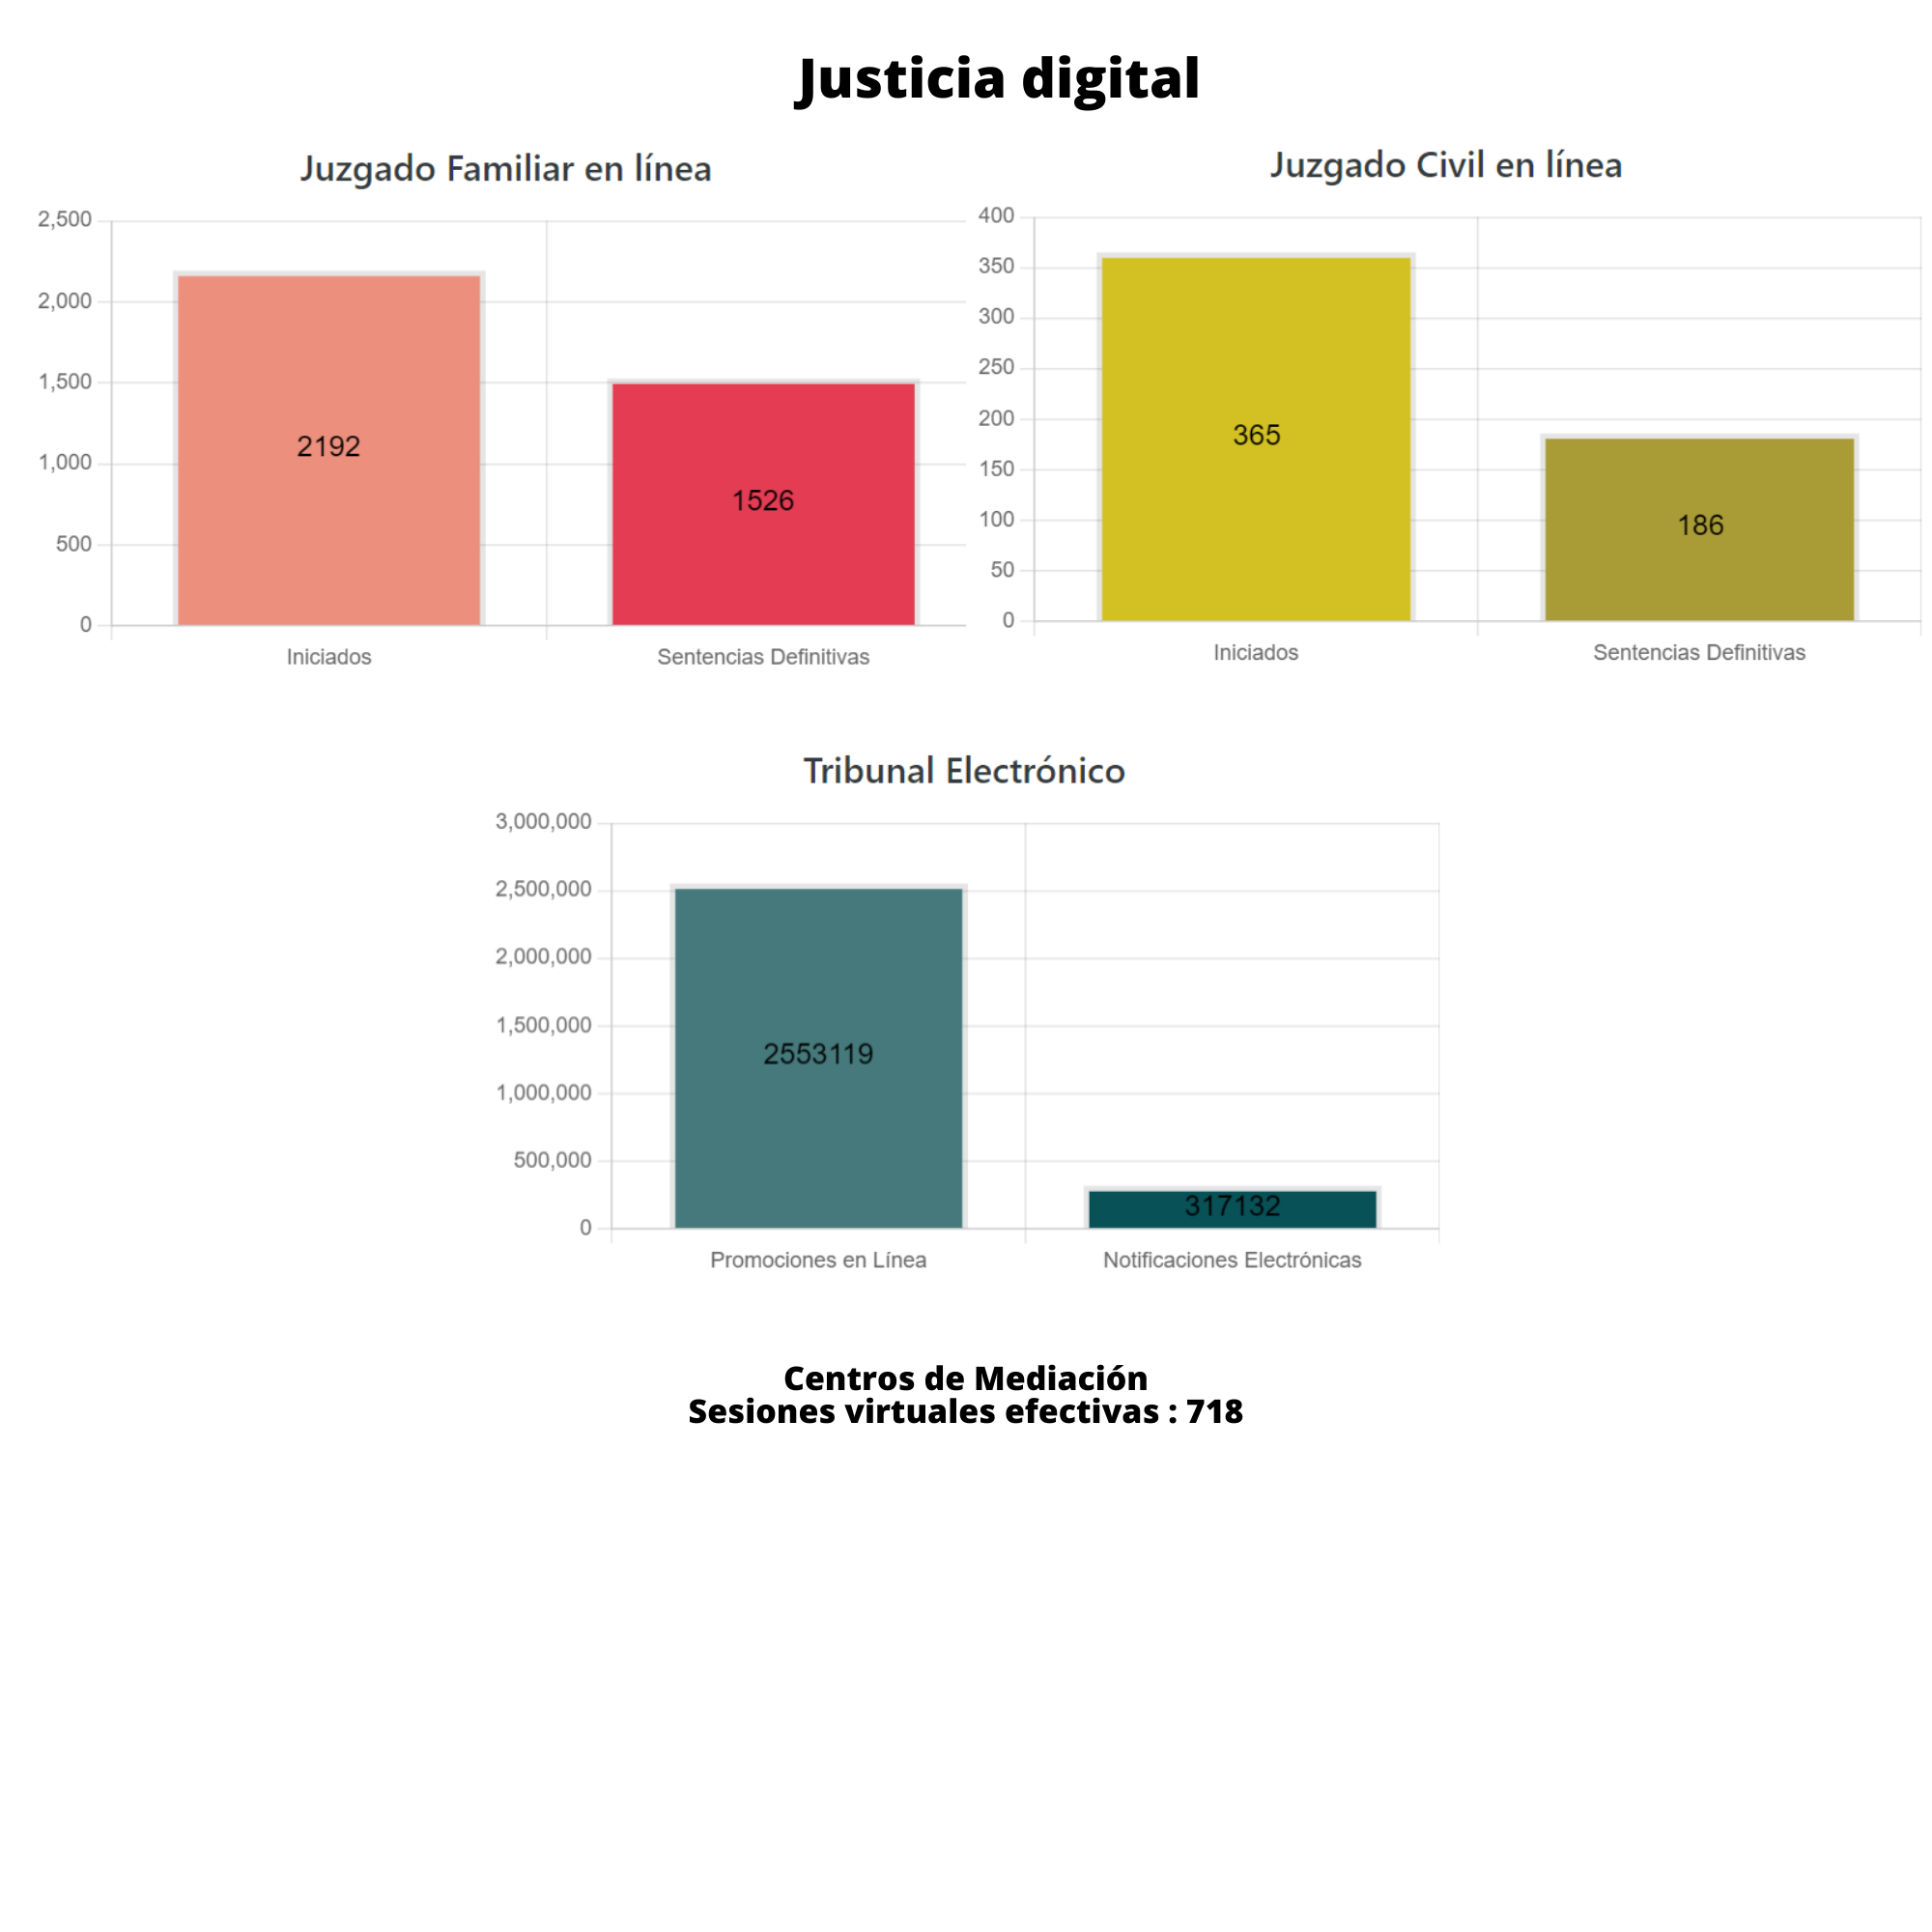 Justicia digital
Juzgado Familiar en línea
2,500
2,000
1,500
1,000
500
0
2192
1526
Iniciados
Sentencias Definitivas
Juzgado Civil en línea
400
350
300
250
200
150
100
50
0
365
186
Iniciados
Sentencias Definitivas
Tribunal Electrónico
3,000,000
2,500,000
2,000,000
1,500,000
1,000,000
500,000
0
2553119
317132
Promociones en Línea
Notificaciones Electrónicas
Centros de Mediación
Sesiones virtuales efectivas : 718